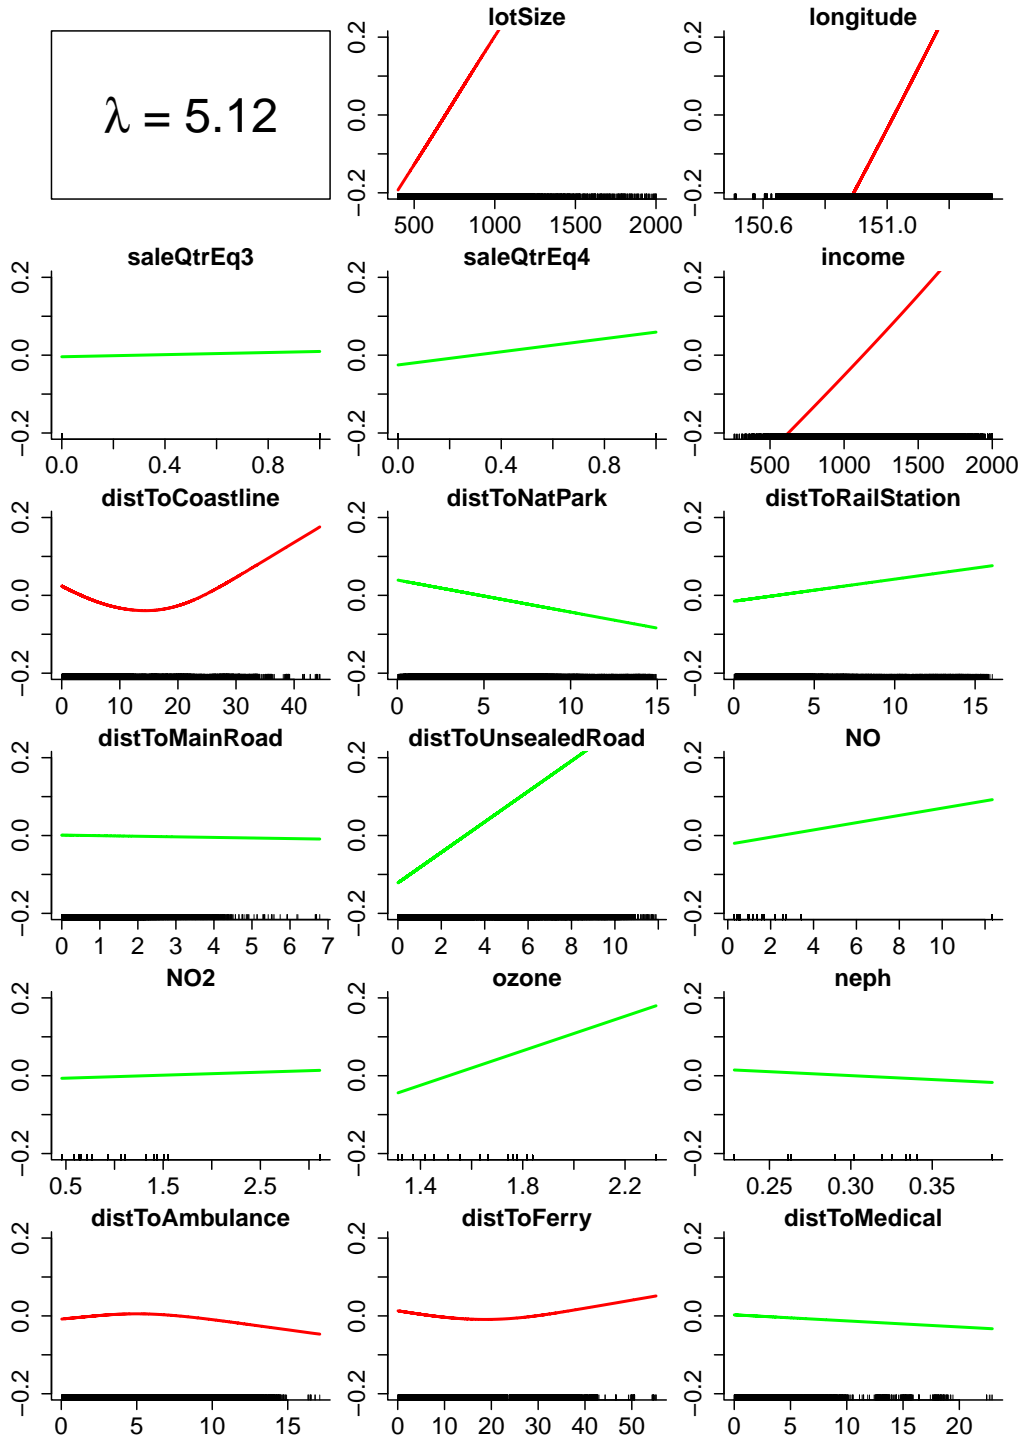 λ = 5.12
lotSize
0.2
0.0
−0.2
500 1000 1500 2000
longitude
0.2
0.0
−0.2
150.6 151.0
saleQtrEq3
0.2
0.0
−0.2
0.0 0.4 0.8
saleQtrEq4
0.2
0.0
−0.2
0.0 0.4 0.8
income
0.2
0.0
−0.2
500 1000 1500 2000
distToCoastline
0.2
0.0
−0.2
0 10 20 30 40
distToNatPark
0.2
0.0
−0.2
0 5 10 15
distToRailStation
0.2
0.0
−0.2
0 5 10 15
distToMainRoad
0.2
0.0
−0.2
0 1 2 3 4 5 6 7
distToUnsealedRoad
0.2
0.0
−0.2
0 2 4 6 8 10
NO
0.2
0.0
−0.2
0 2 4 6 8 10
NO2
0.2
0.0
−0.2
0.5 1.5 2.5
ozone
0.2
0.0
−0.2
1.4 1.8 2.2
neph
0.2
0.0
−0.2
0.25 0.30 0.35
distToAmbulance
0.2
0.0
−0.2
0 5 10 15
distToFerry
0.2
0.0
−0.2
0 10 20 30 40 50
distToMedical
0.2
0.0
−0.2
0 5 10 15 20